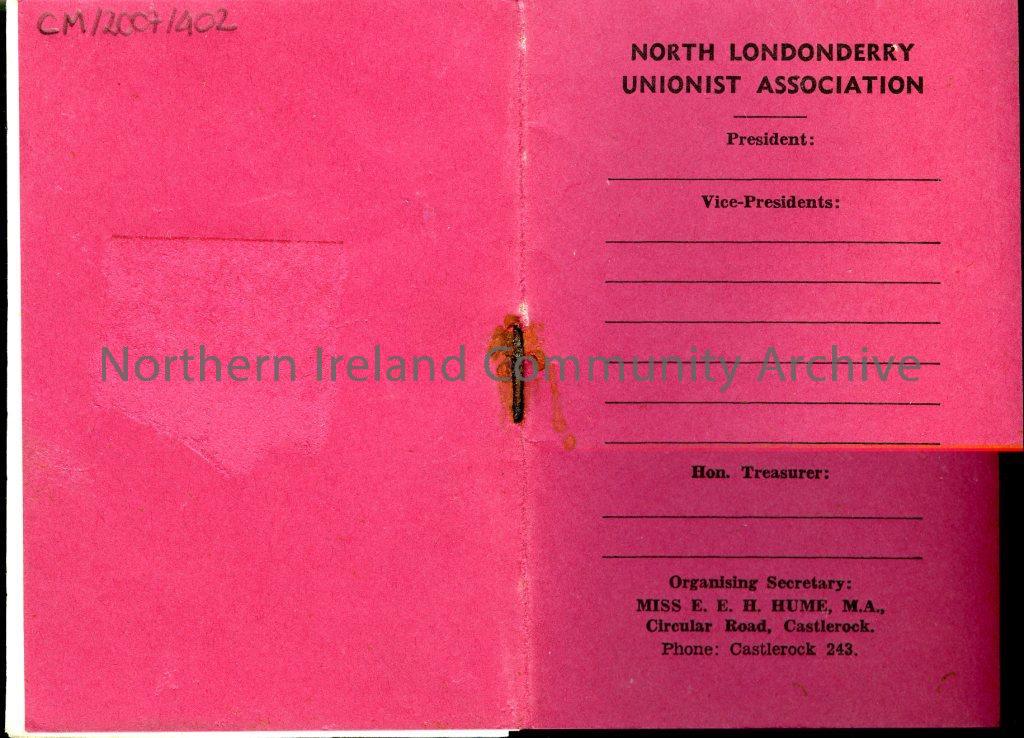 CM/2007/402
NORTH LONDONDERRY
UNIONIST ASSOCIATION
President:
Vice-Presidents:
Northern Ireland Community Archive
Hon. Treasurer:
Organising Secretary:
MISS E. E. H. HUME, M.A.,
Circular Road, Castlerock.
Phone: Castlerock 243.